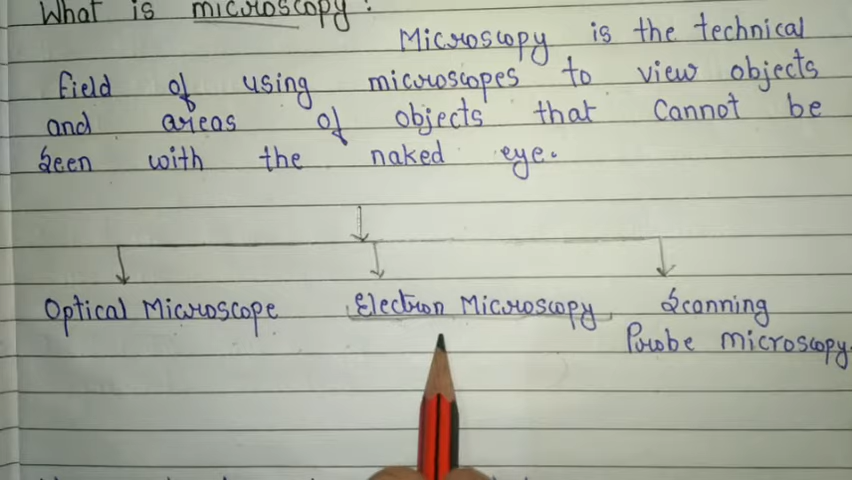 What is microscopy?
Microscopy is the technical
field of using microscopes to view objects
and areas of objects that cannot be
seen with the naked eye.
Optical Microscope Electron Microscopy Scanning
Probe microscopy.